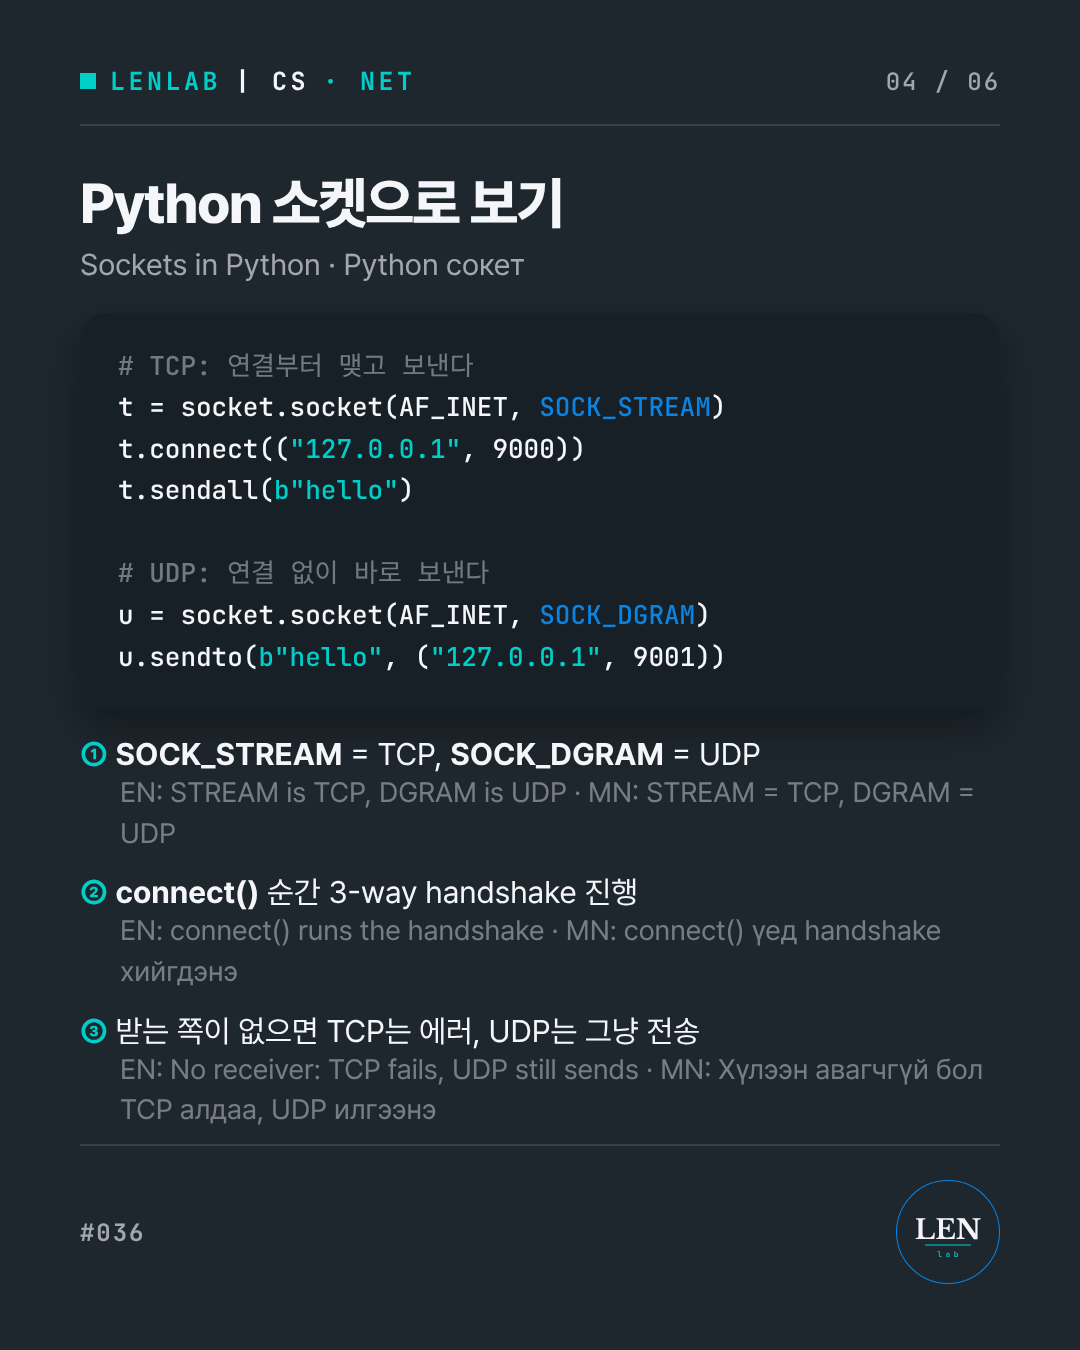 LENLAB | CS · NET
04 / 06
Python 소켓으로 보기
Sockets in Python · Python сокет
# TCP: 연결부터 맺고 보낸다
t = socket.socket(AF_INET, SOCK_STREAM)
t.connect(("127.0.0.1", 9000))
t.sendall(b"hello")
# UDP: 연결 없이 바로 보낸다
u = socket.socket(AF_INET, SOCK_DGRAM)
u.sendto(b"hello", ("127.0.0.1", 9001))
① SOCK_STREAM = TCP, SOCK_DGRAM = UDP
EN: STREAM is TCP, DGRAM is UDP · MN: STREAM = TCP, DGRAM =
UDP
② connect() 순간 3-way handshake 진행
EN: connect() runs the handshake · MN: connect() үед handshake
хийгдэнэ
③ 받는 쪽이 없으면 TCP는 에러, UDP는 그냥 전송
EN: No receiver: TCP fails, UDP still sends · MN: Хүлээн авагчгүй бол
TCP алдаа, UDP илгээнэ
#036
LEN
lab